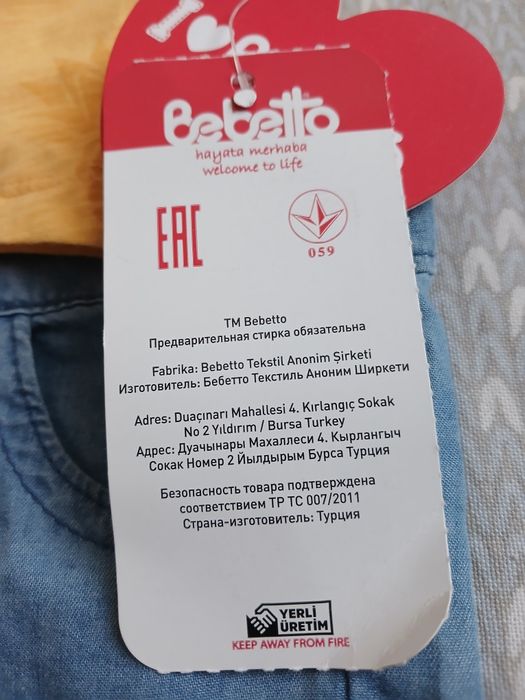 I
Bebetto
hayata merhaba
welcome to life
EAC
059
TM Bebetto
Предварительная стирка обязательна
Fabrika: Bebetto Tekstil Anonim Şirketi
Изготовитель: Бебетто Текстиль Аноним Ширкети
Adres: Duaçınarı Mahallesi 4. Kırlangıç Sokak
No 2 Yıldırım / Bursa Turkey
Адрес: Дуачынары Махаллеси 4. Кырлангыч
Сокак Номер 2 Йылдырым Бурса Турция
Безопасность товара подтверждена
соответствием ТР ТС 007/2011
Страна-изготовитель: Турция
YERLİ
ÜRETİM
KEEP AWAY FROM FIRE